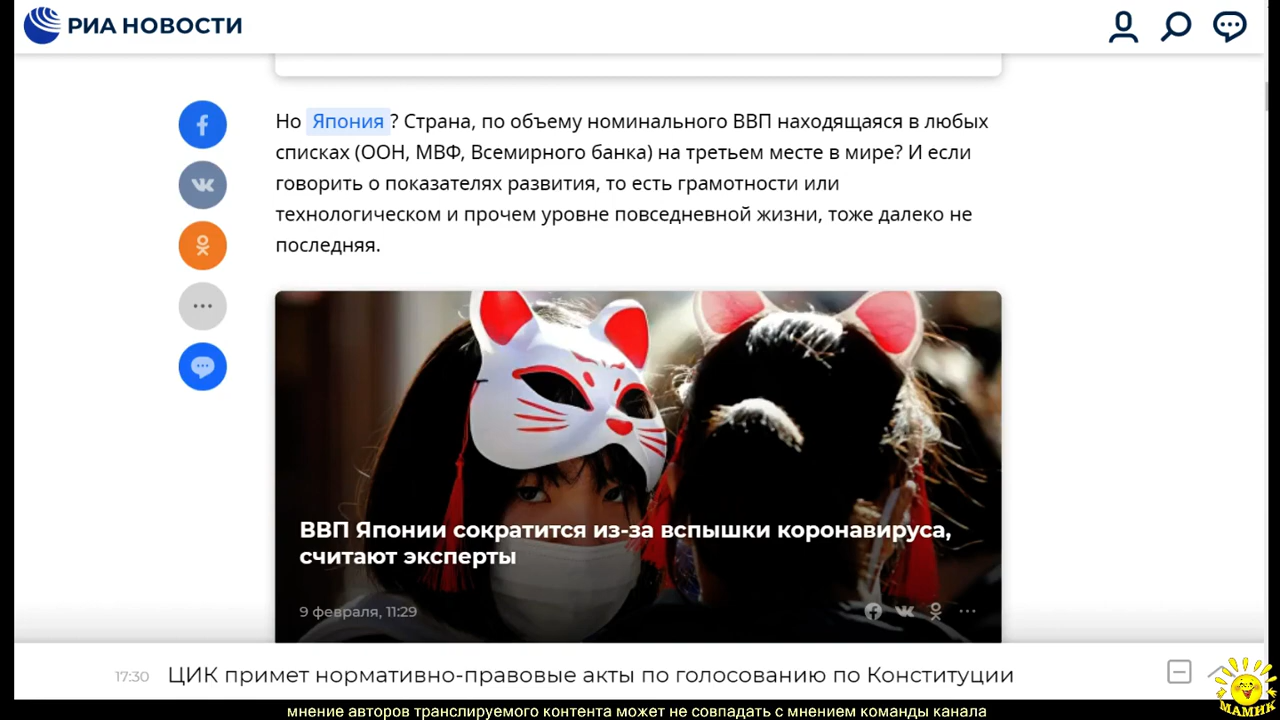 РИА НОВОСТИ
Но Япония? Страна, по объему номинального ВВП находящаяся в любых
списках (ООН, МВФ, Всемирного банка) на третьем месте в мире? И если
говорить о показателях развития, то есть грамотности или
технологическом и прочем уровне повседневной жизни, тоже далеко не
последняя.
ВВП Японии сократится из-за вспышки коронавируса,
считают эксперты
9 февраля, 11:29
17:30 ЦИК примет нормативно-правовые акты по голосованию по Конституции
МАМИК
мнение авторов транслируемого контента может не совпадать с мнением команды канала